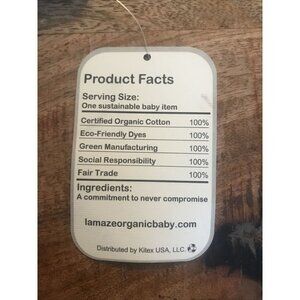 Product Facts
Serving Size:
One sustainable baby item
Certified Organic Cotton 100%
Eco-Friendly Dyes 100%
Green Manufacturing 100%
Social Responsibility 100%
Fair Trade 100%
Ingredients:
A commitment to never compromise
lamazeorganicbaby.com
Distributed by Kilex USA, LLC.